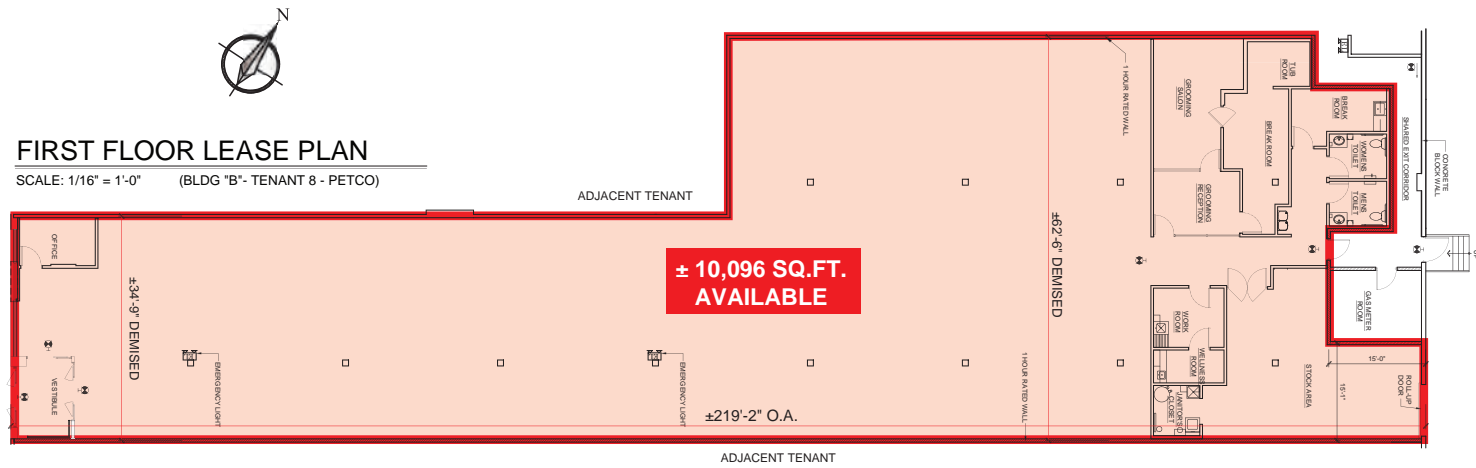 N
FIRST FLOOR LEASE PLAN
SCALE: 1/16" = 1'-0" (BLDG "B"- TENANT 8 - PETCO)
ADJACENT TENANT
± 10,096 SQ.FT.
AVAILABLE
OFFICE
±34'-9" DEMISED
VESTIBULE
EMERGENCY LIGHT
EMERGENCY LIGHT
±219'-2" O.A.
±62'-6" DEMISED
1 HOUR RATED WALL
1 HOUR RATED WALL
GROOMING
SALON
TUB
ROOM
BREAK ROOM
BREAK
ROOM
GROOMING
RECEPTION
WOMENS
TOILET
MENS
TOILET
SHARED EXIT CORRIDOR
CONCRETE
BLOCK WALL
GAS METER
ROOM
WORK
ROOM
WELLNESS
ROOM
JANITOR'S
CLOSET
STOCK AREA
15'-0"
15'-1"
ROLL-UP
DOOR
ADJACENT TENANT